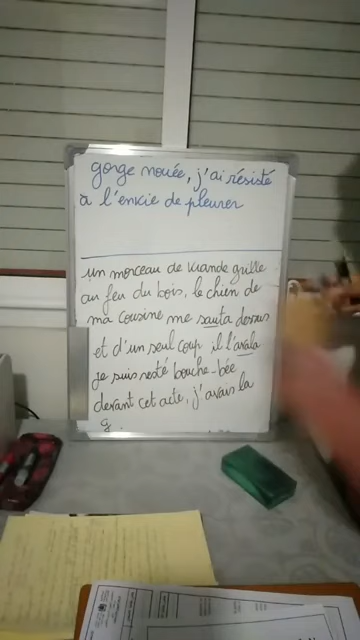 gorge nouée, j'ai résisté
à l'envie de pleurer
un morceau de viande grillé
au feu du bois, le chien de
ma cousine me sauta dessus
et d'un seul coup il l'avala
je suis resté bouche-bée
devant cet acte, j'avais la
g